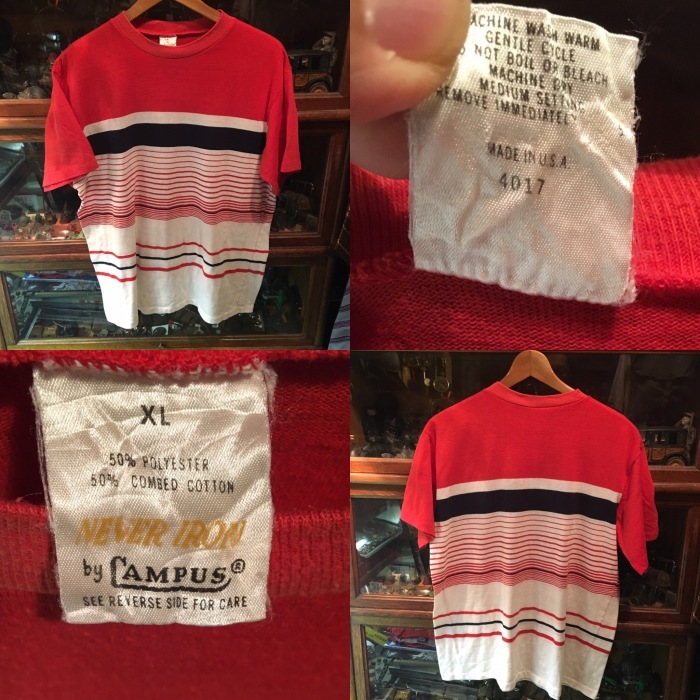 MACHINE WASH WARM
GENTLE CYCLE
DO NOT BOIL OR BLEACH
MACHINE DRY
MEDIUM SETTING
REMOVE IMMEDIATELY
MADE IN U.S.A.
4017
XL
50% POLYESTER
50% COMBED COTTON
NEVER IRON
by CAMPUS®
SEE REVERSE SIDE FOR CARE